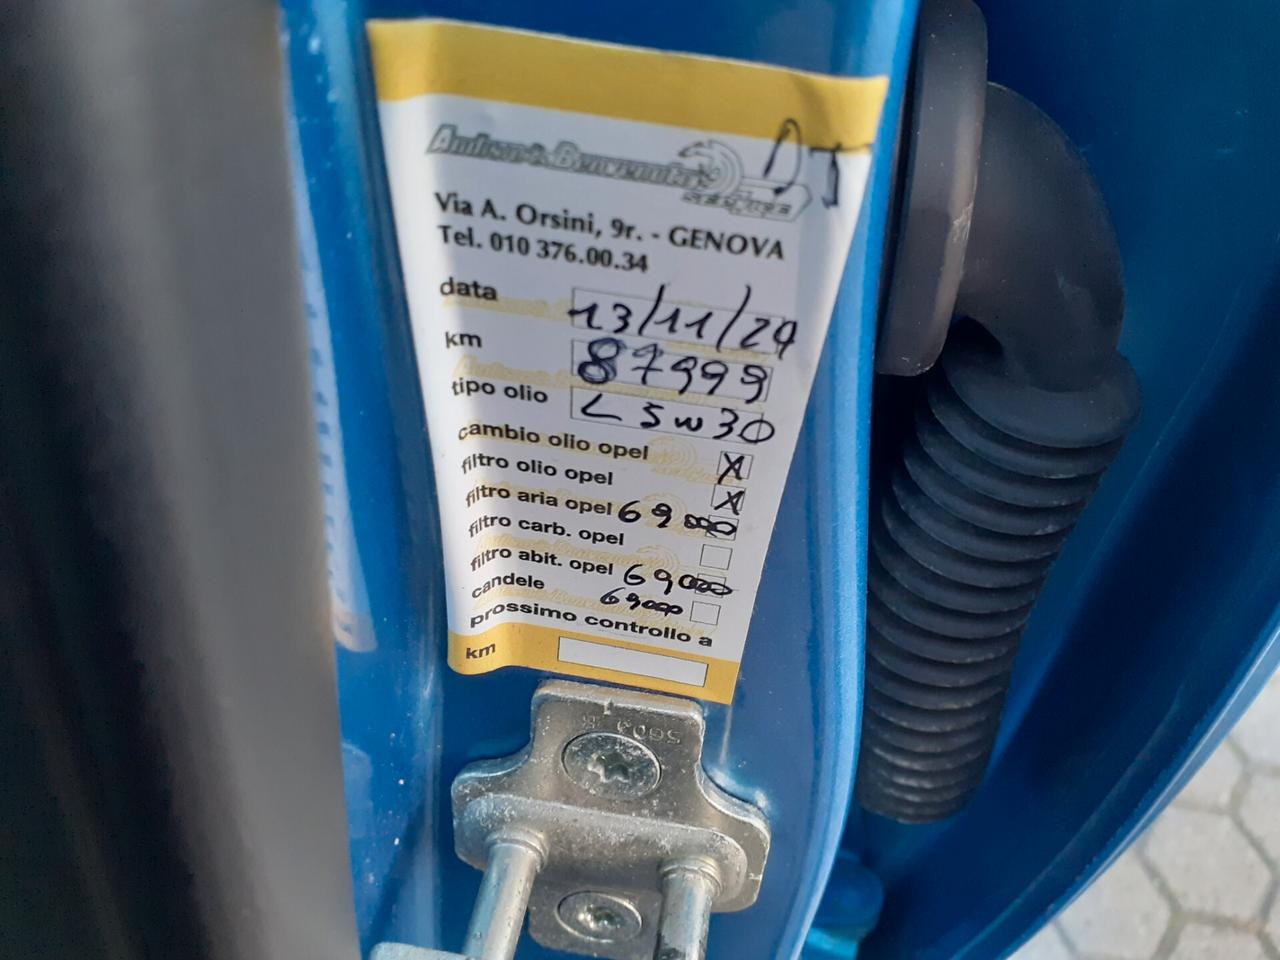 Benvenuto
SERVICE
Via A. Orsini, 9r. - GENOVA
Tel. 010 376.00.34
data 13/11/24
km 87999
tipo olio L 5W30
cambio olio opel X
filtro olio opel X
filtro aria opel 69000
filtro carb. opel
filtro abit. opel 69000
candele 69000
prossimo controllo a
km